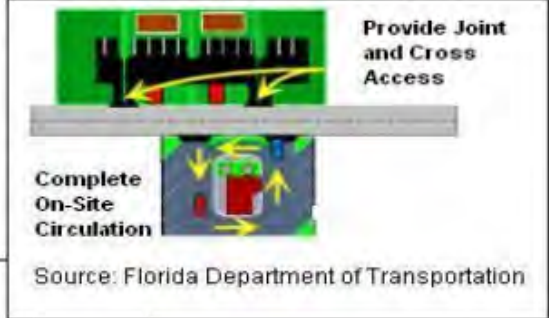 Provide Joint
and Cross
Access
Complete
On-Site
Circulation
Source: Florida Department of Transportation